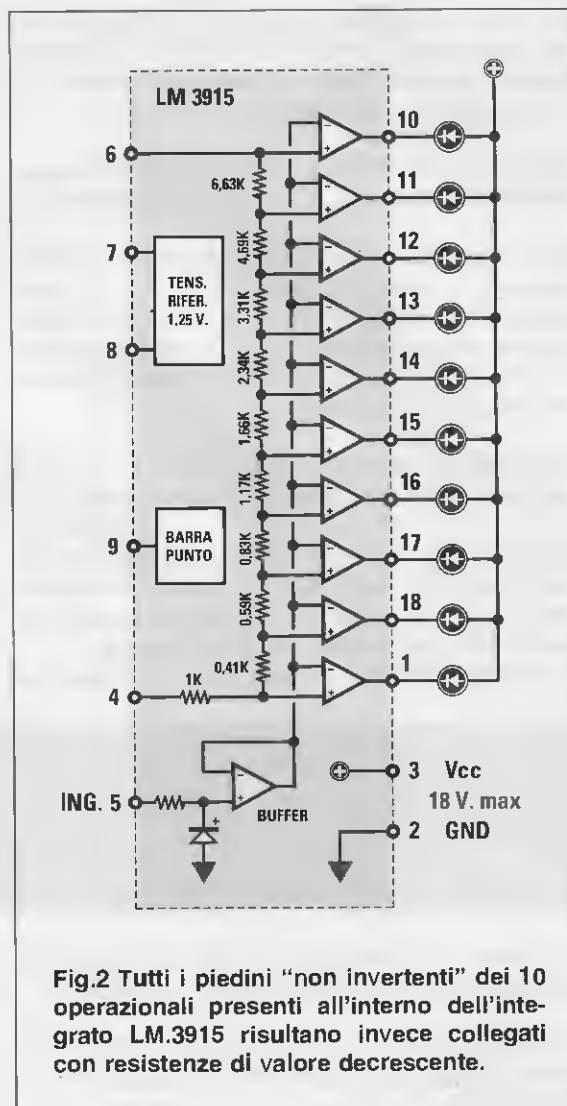 LM 3915
10
6
6,63K
11
4,69K
7
12
TENS.
RIFER.
1,25 V.
3,31K
13
8
2,34K
14
1,66K
15
1,17K
16
9
BARRA
PUNTO
0,83K
17
0,59K
18
0,41K
4
1K
1
ING. 5
BUFFER
3 Vcc
18 V. max
2 GND
Fig.2 Tutti i piedini "non invertenti" dei 10
operazionali presenti all'interno dell'inte-
grato LM.3915 risultano invece collegati
con resistenze di valore decrescente.